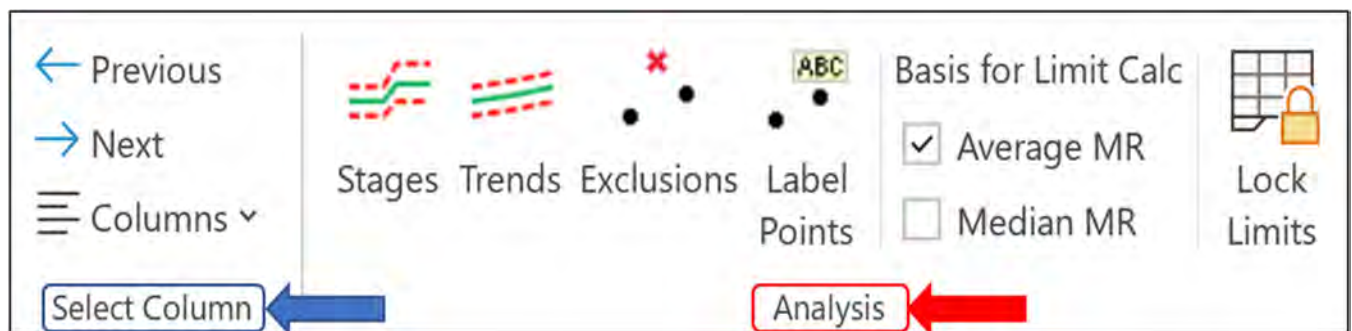 Previous
Next
Columns
Select Column
Stages
Trends
Exclusions
ABC
Label
Points
Basis for Limit Calc
Average MR
Median MR
Lock
Limits
Analysis